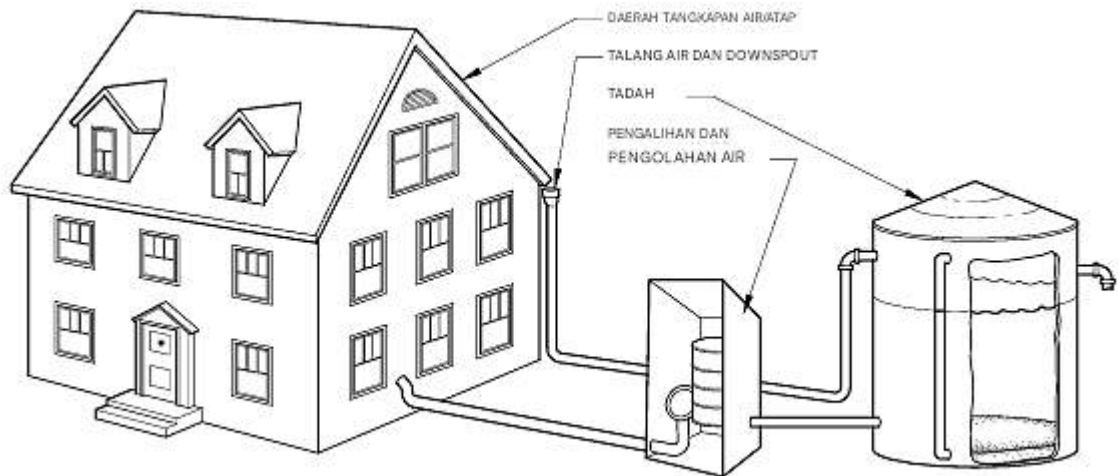 DAERAH TANGKAPAN AIR/ATAP
TALANG AIR DAN DOWNSPOUT
TADAH
PENGALIHAN DAN
PENGOLAHAN AIR